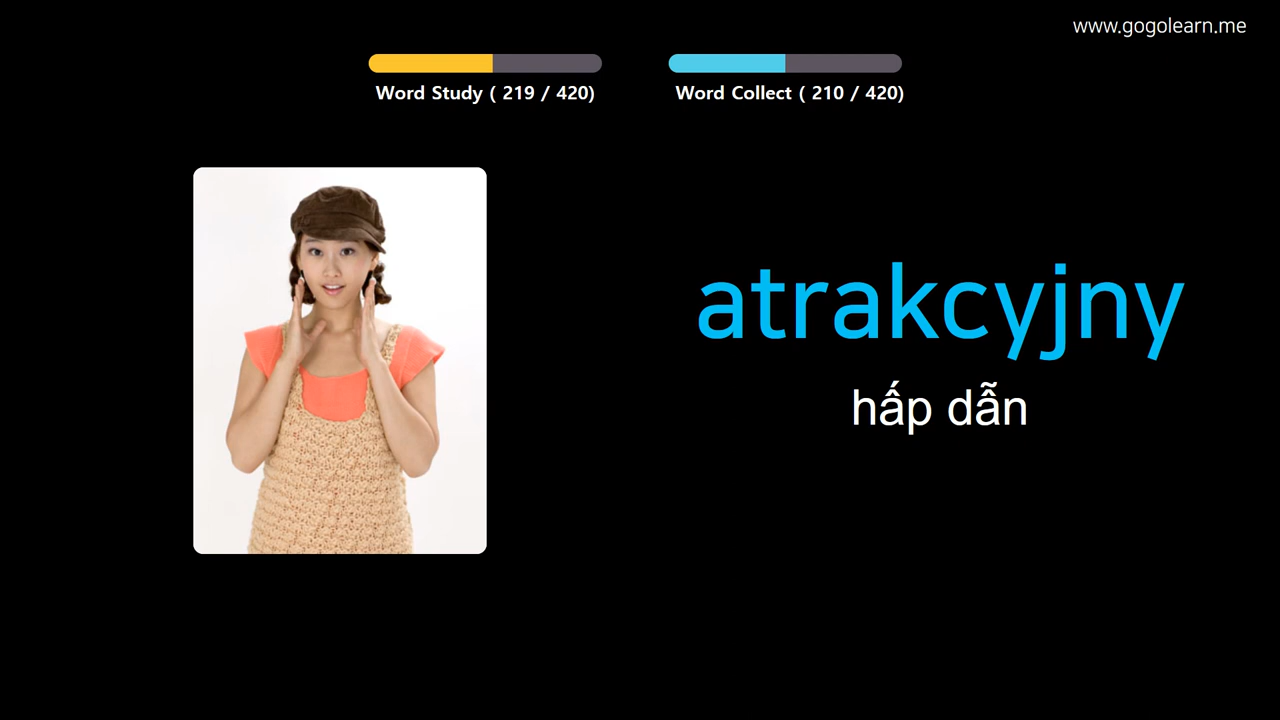 www.gogolearn.me
Word Study ( 219 / 420)
Word Collect ( 210 / 420)
atrakcyjny
hấp dẫn